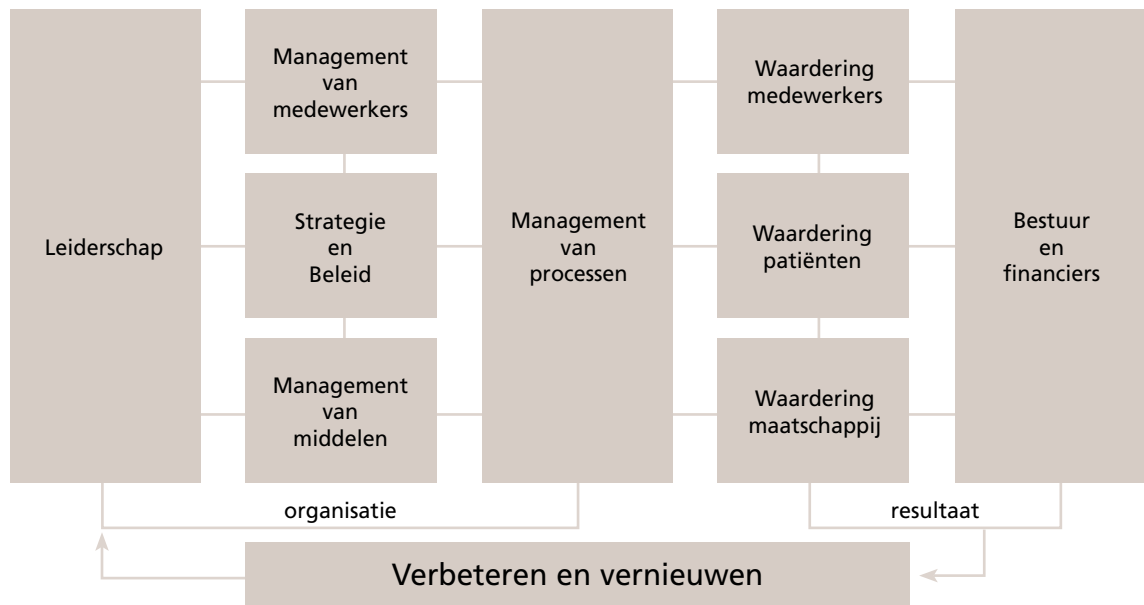 Leiderschap
Management
van
medewerkers
Strategie
en
Beleid
Management
van
middelen
Management
van
processen
Waardering
medewerkers
Waardering
patiënten
Waardering
maatschappij
Bestuur
en
financiers
organisatie
resultaat
Verbeteren en vernieuwen